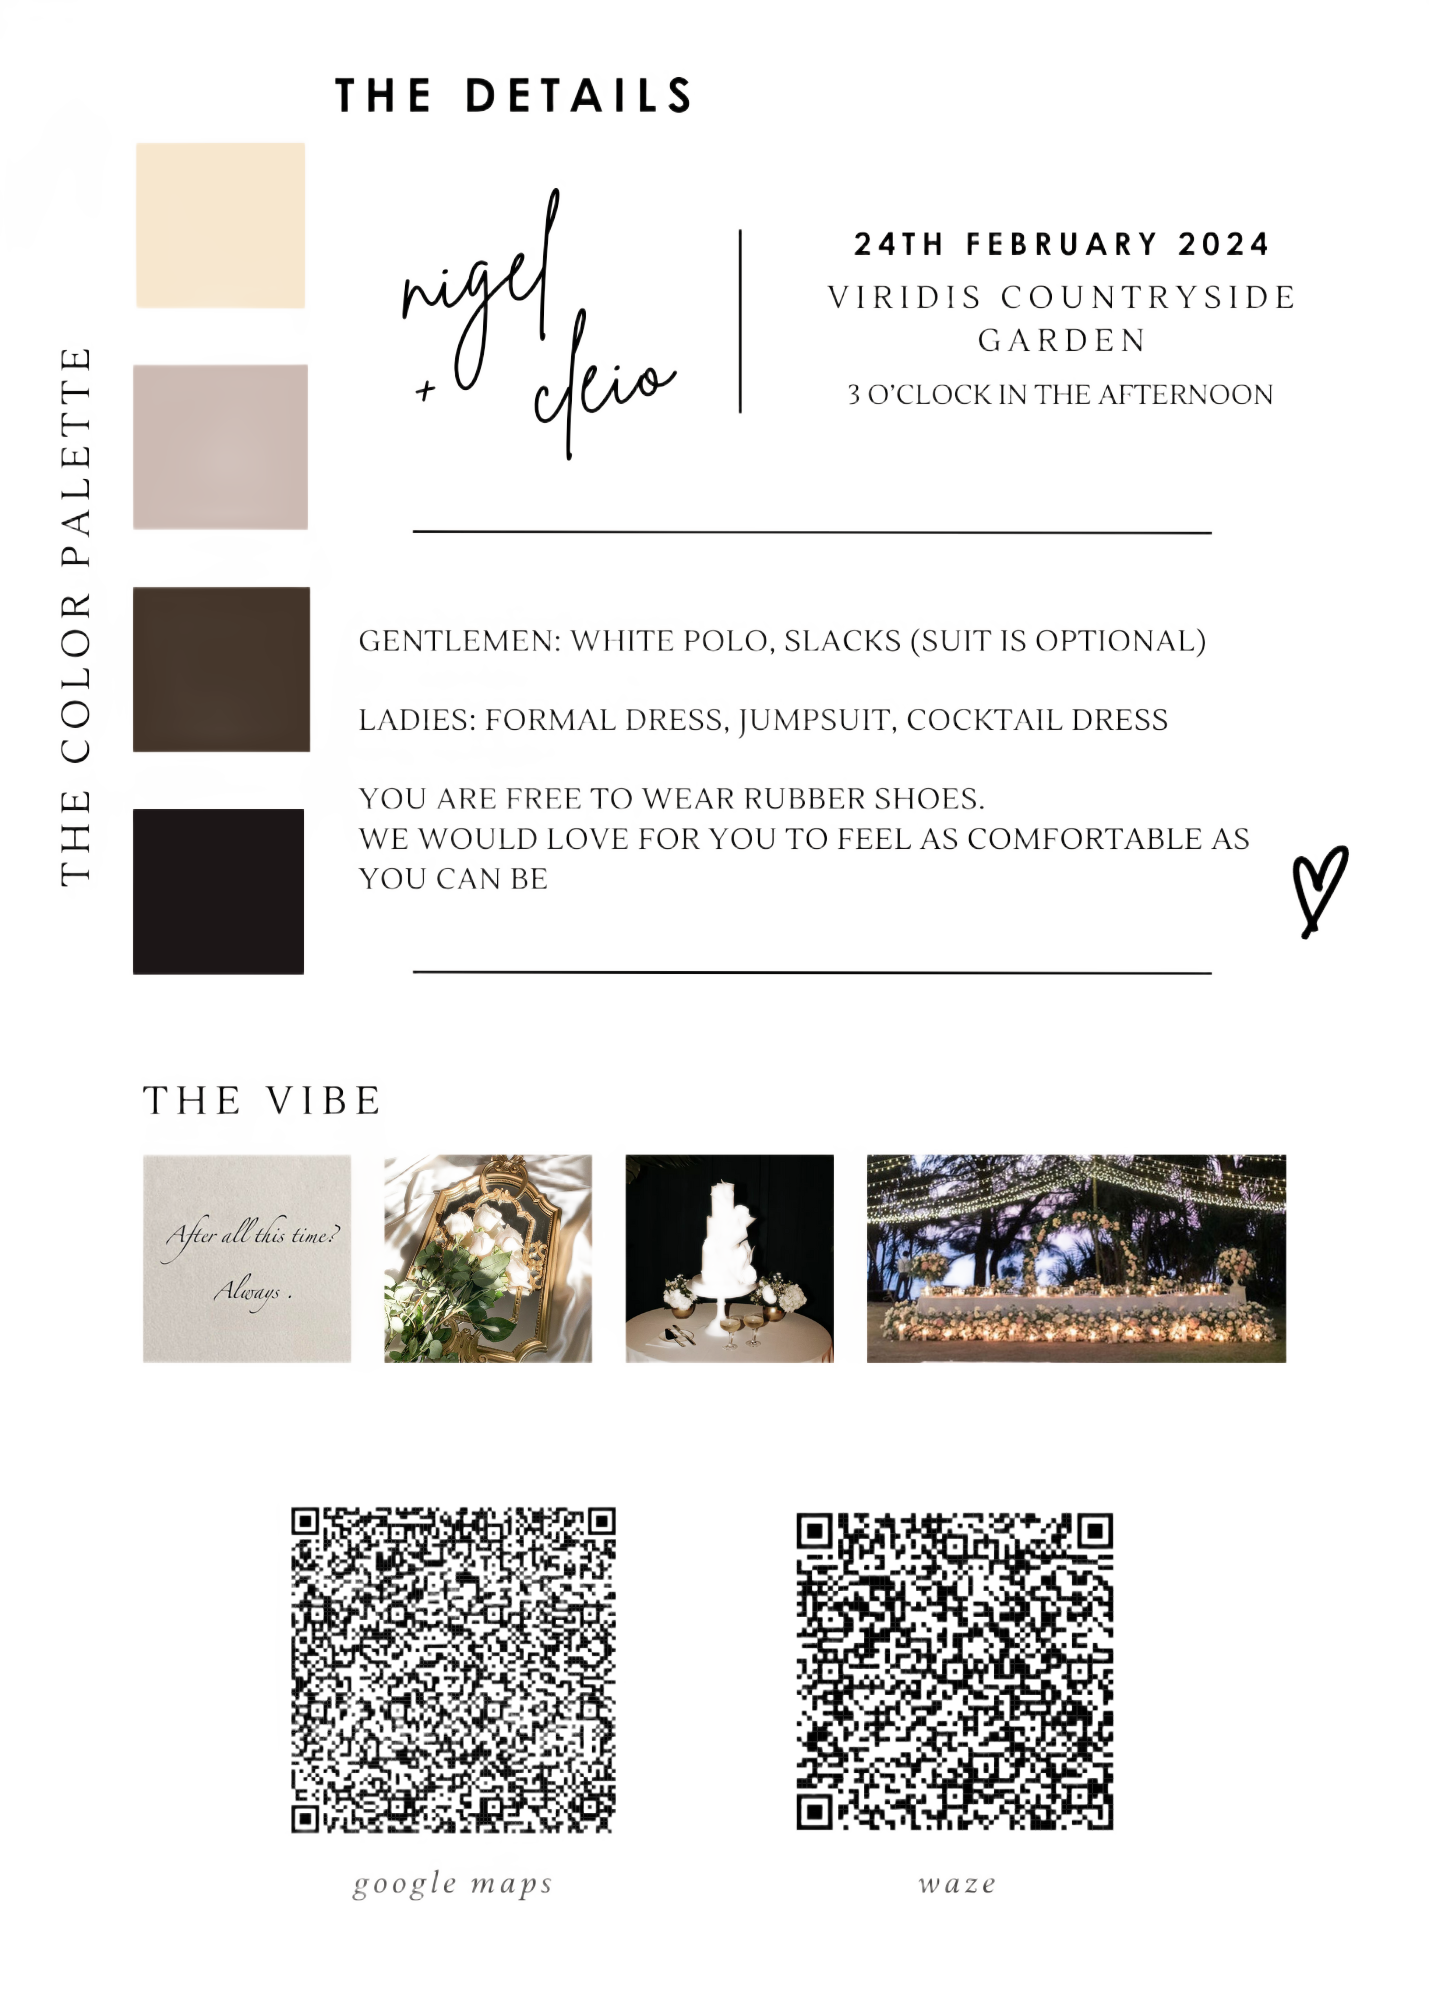 THE DETAILS
THE COLOR PALETTE
nigel
+ cleio
24TH FEBRUARY 2024
VIRIDIS COUNTRYSIDE
GARDEN
3 O'CLOCK IN THE AFTERNOON
GENTLEMEN: WHITE POLO, SLACKS (SUIT IS OPTIONAL)
LADIES: FORMAL DRESS, JUMPSUIT, COCKTAIL DRESS
YOU ARE FREE TO WEAR RUBBER SHOES.
WE WOULD LOVE FOR YOU TO FEEL AS COMFORTABLE AS
YOU CAN BE
THE VIBE
After all this time?
Always .
google maps
waze